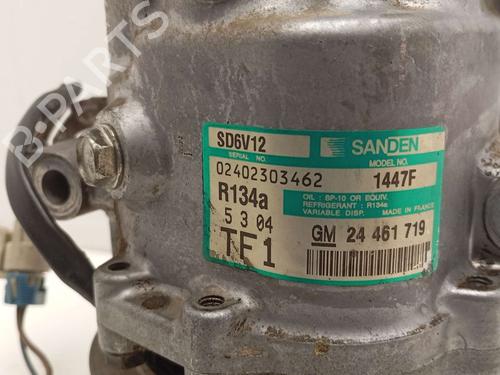 SD6V12
SANDEN
SERIAL NO.
MODEL NO.
02402303462
1447F
R134a
OIL : SP-10 OR EQUIV.
REFRIGERANT : R134a
VARIABLE DISP. MADE IN FRANCE
5 3 04
TF1
GM 24 461 719
B-PARTS